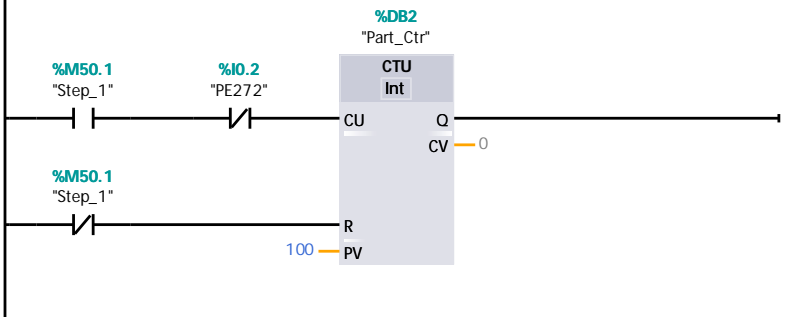 %DB2
"Part_Ctr"
%M50.1
"Step_1"
%I0.2
"PE272"
CTU
Int
CU
Q
CV
0
%M50.1
"Step_1"
R
100
PV